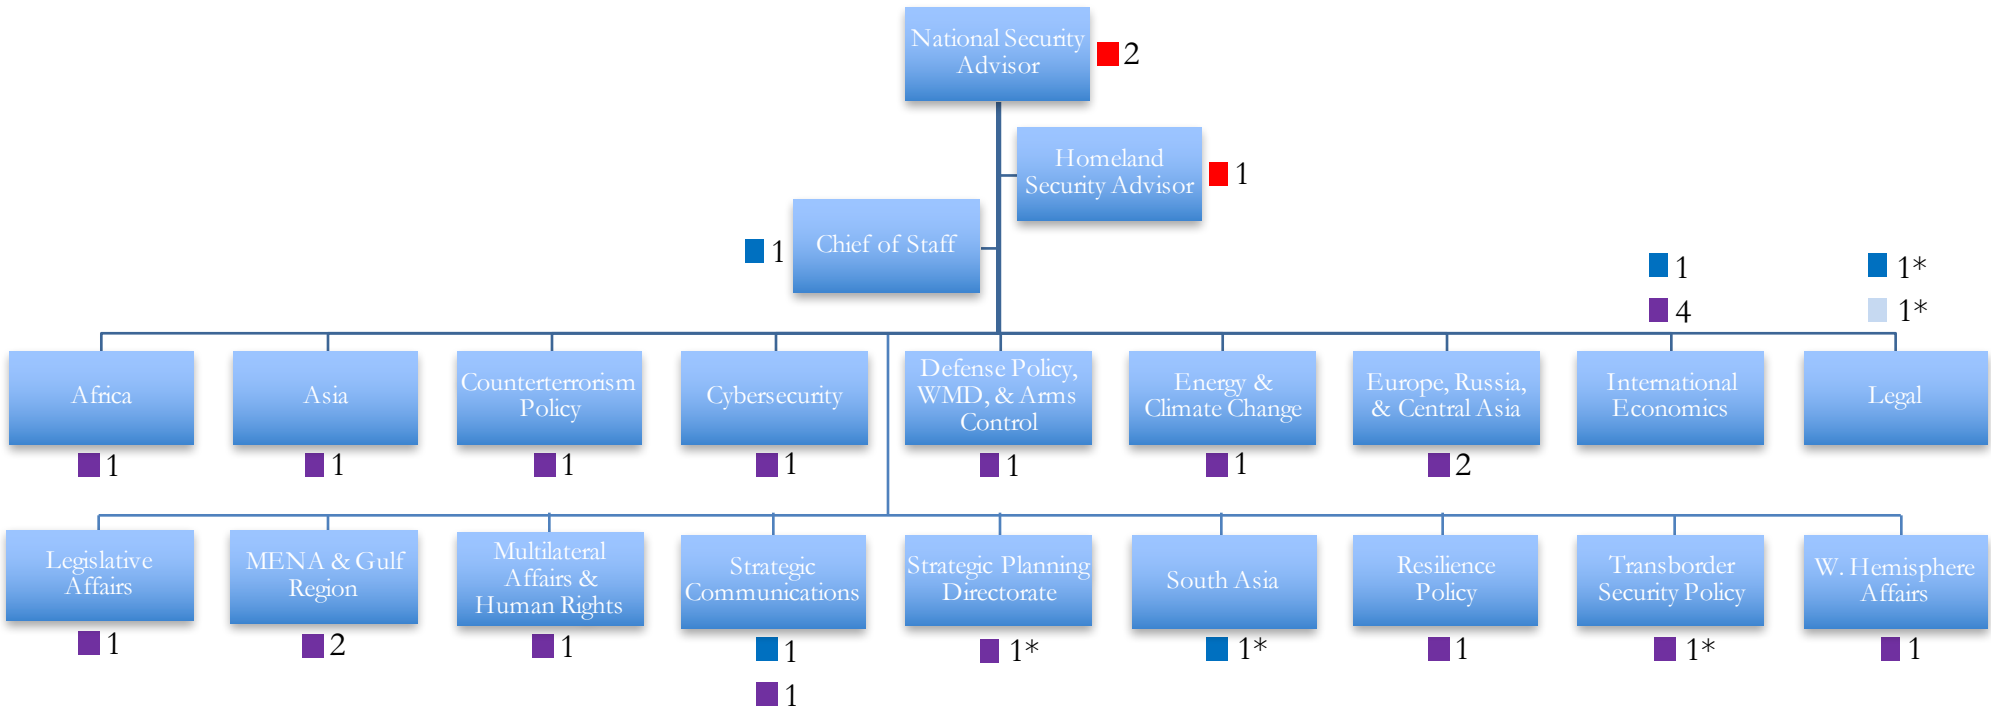 National Security
Advisor
2
Homeland
Security Advisor
1
Chief of Staff
1
1
4
1*
1*
Africa
1
Asia
1
Counterterrorism
Policy
1
Cybersecurity
1
Defense Policy,
WMD, & Arms
Control
1
Energy &
Climate Change
1
Europe, Russia,
& Central Asia
2
International
Economics
Legal
Legislative
Affairs
1
MENA & Gulf
Region
2
Multilateral
Affairs &
Human Rights
1
Strategic
Communications
1
1
Strategic Planning
Directorate
1*
South Asia
1*
Resilience
Policy
1
Transborder
Security Policy
1*
W. Hemisphere
Affairs
1